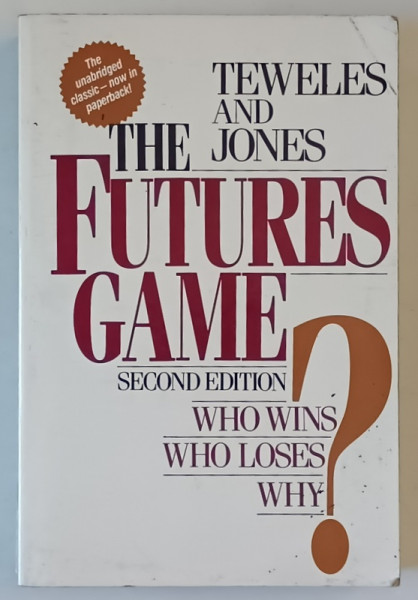 The
unabridged
classic—now in
paperback!
TEWELES
AND
JONES
THE
FUTURES
GAME
SECOND EDITION
WHO WINS
WHO LOSES
WHY
?